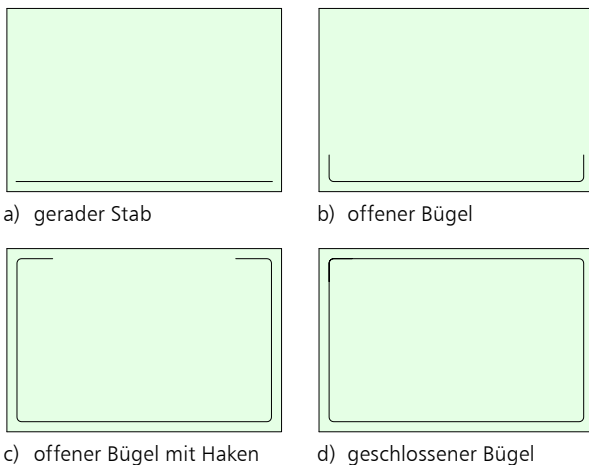 a) gerader Stab
b) offener Bügel
c) offener Bügel mit Haken
d) geschlossener Bügel